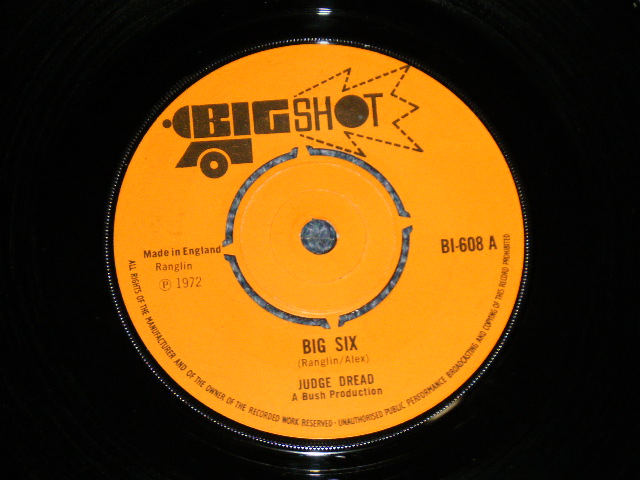 BIG SHOT
BI-608 A
Made in England
Ranglin
℗ 1972
BIG SIX
(Ranglin/Alex)
JUDGE DREAD
A Bush Production
ALL RIGHTS OF THE MANUFACTURER AND OF THE OWNER OF THE RECORDED WORK RESERVED - UNAUTHORISED PUBLIC PERFORMANCE BROADCASTING AND COPYING OF THIS RECORD PROHIBITED